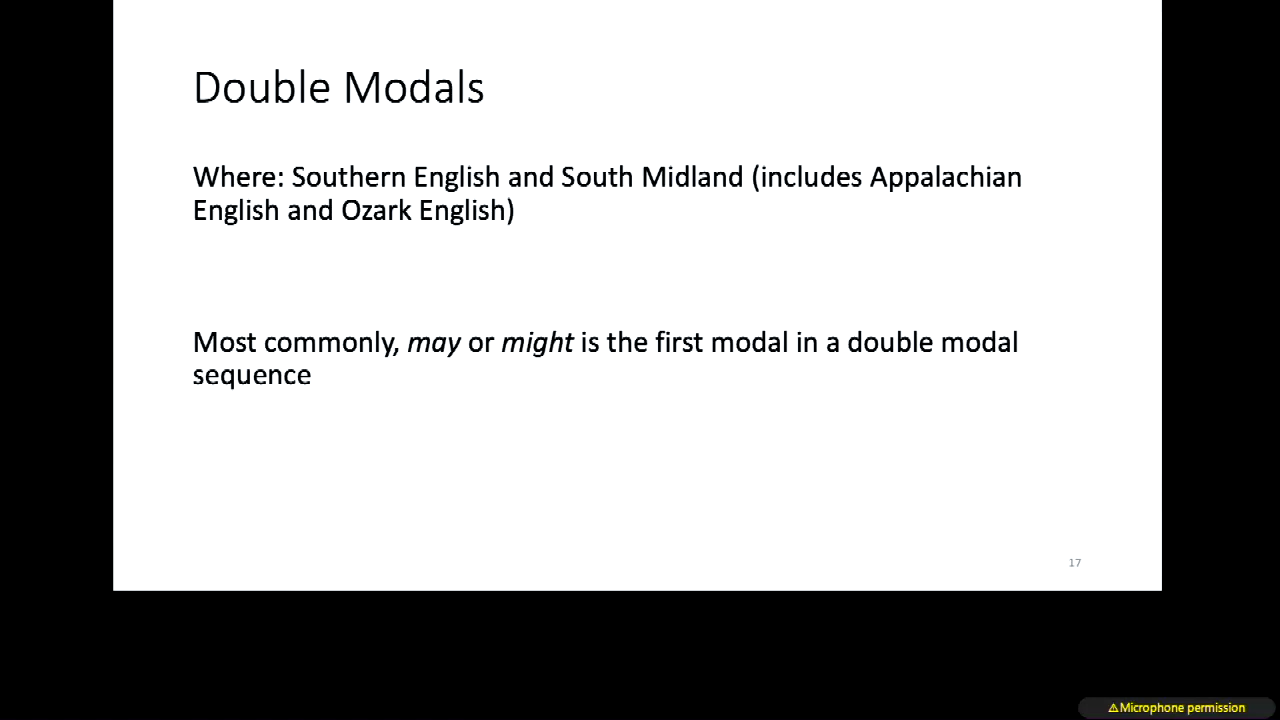 Double Modals
Where: Southern English and South Midland (includes Appalachian
English and Ozark English)
Most commonly, may or might is the first modal in a double modal
sequence
17
⚠Microphone permission